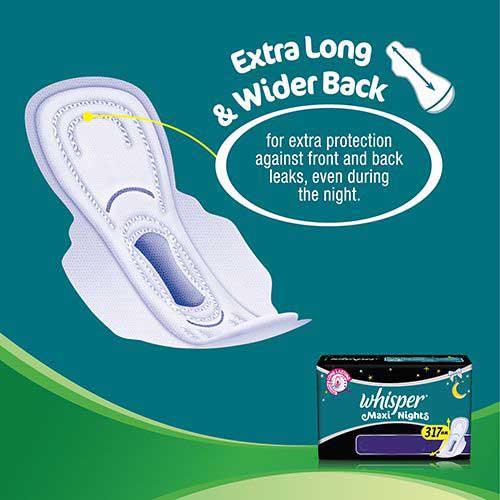 Extra Long
& Wider Back
for extra protection
against front and back
leaks, even during
the night.
whisper
Maxi Nights
317mm